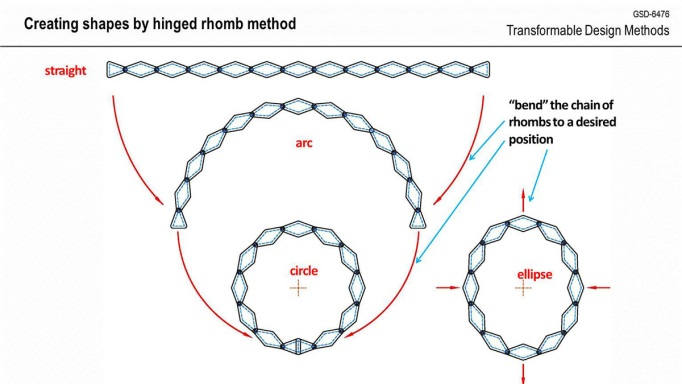 Creating shapes by hinged rhomb method
GSD-6476
Transformable Design Methods
straight
“bend” the chain of
rhombs to a desired
position
arc
circle
ellipse